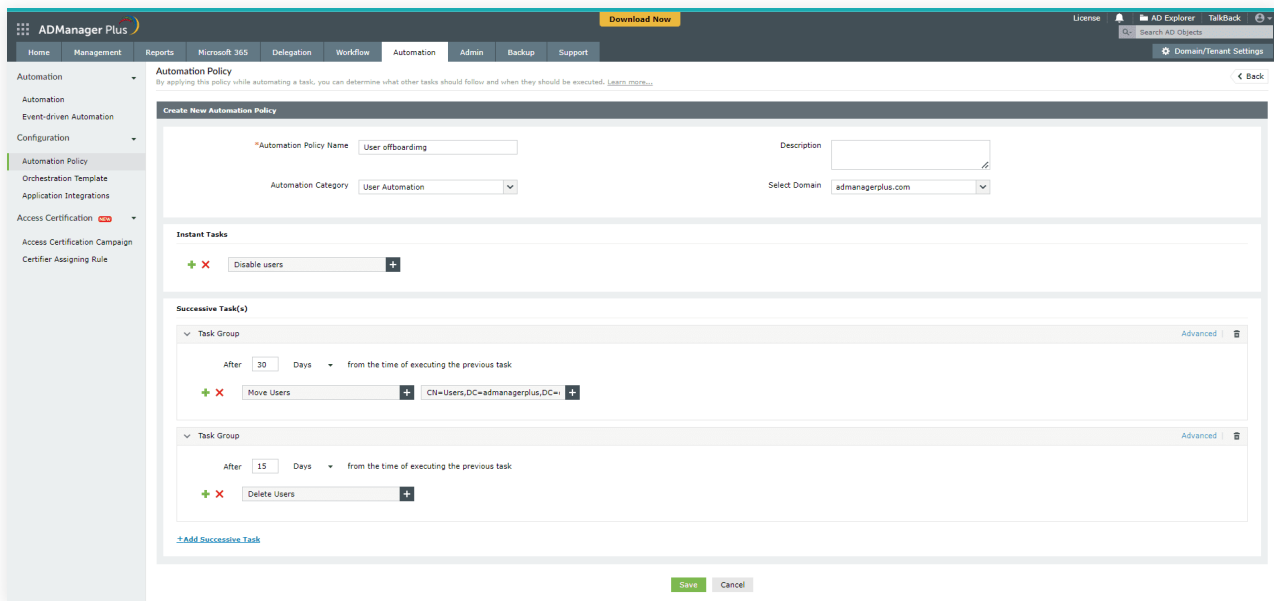 Download Now
License AD Explorer TalkBack
ADManager Plus
Search AD Objects
Home Management Reports Microsoft 365 Delegation Workflow Automation Admin Backup Support
Domain/Tenant Settings
Automation
Automation
Event-driven Automation
Configuration
Automation Policy
Orchestration Template
Application Integrations
Access Certification NEW
Access Certification Campaign
Certifier Assigning Rule
Automation Policy
By applying this policy while automating a task, you can determine what other tasks should follow and when they should be executed. Learn more...
Back
Create New Automation Policy
*Automation Policy Name User offboardimg
Description
Automation Category User Automation
Select Domain admanagerplus.com
Instant Tasks
Disable users
Successive Task(s)
Task Group Advanced
After 30 Days from the time of executing the previous task
Move Users CN=Users,DC=admanagerplus,DC=
Task Group Advanced
After 15 Days from the time of executing the previous task
Delete Users
+Add Successive Task
Save Cancel